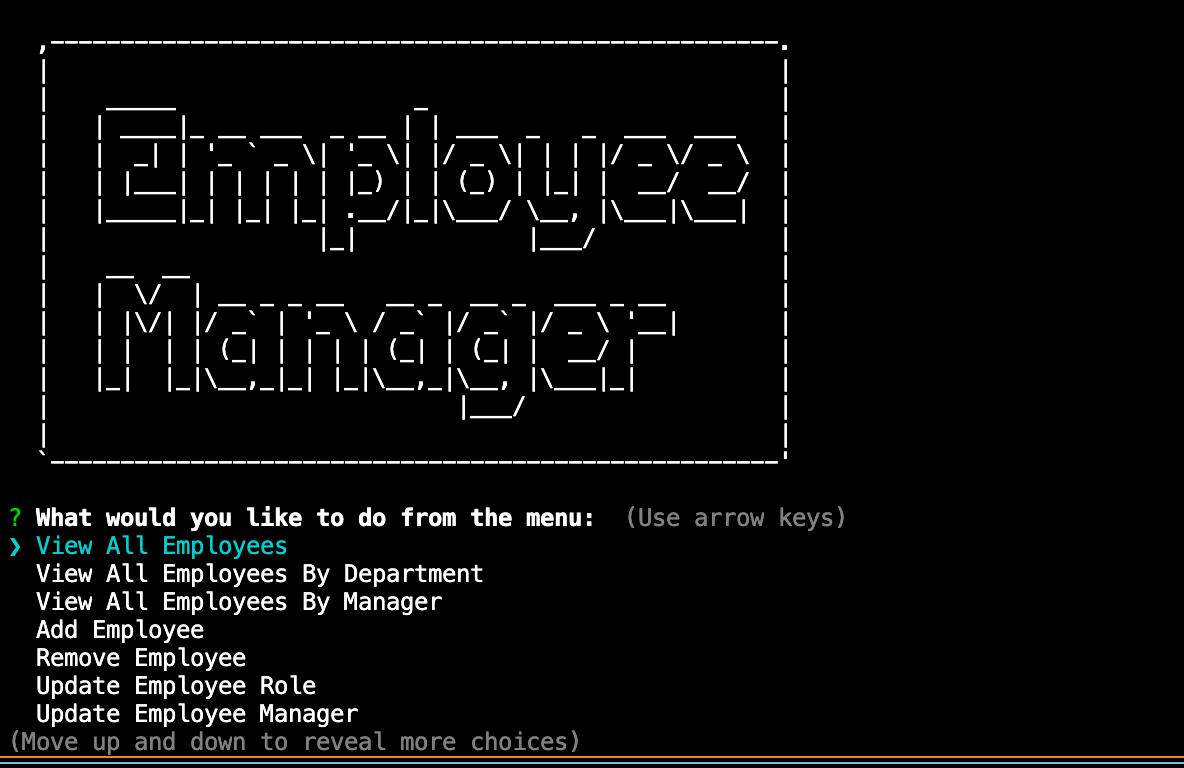 Employee
Manager
? What would you like to do from the menu: (Use arrow keys)
❯ View All Employees
View All Employees By Department
View All Employees By Manager
Add Employee
Remove Employee
Update Employee Role
Update Employee Manager
(Move up and down to reveal more choices)